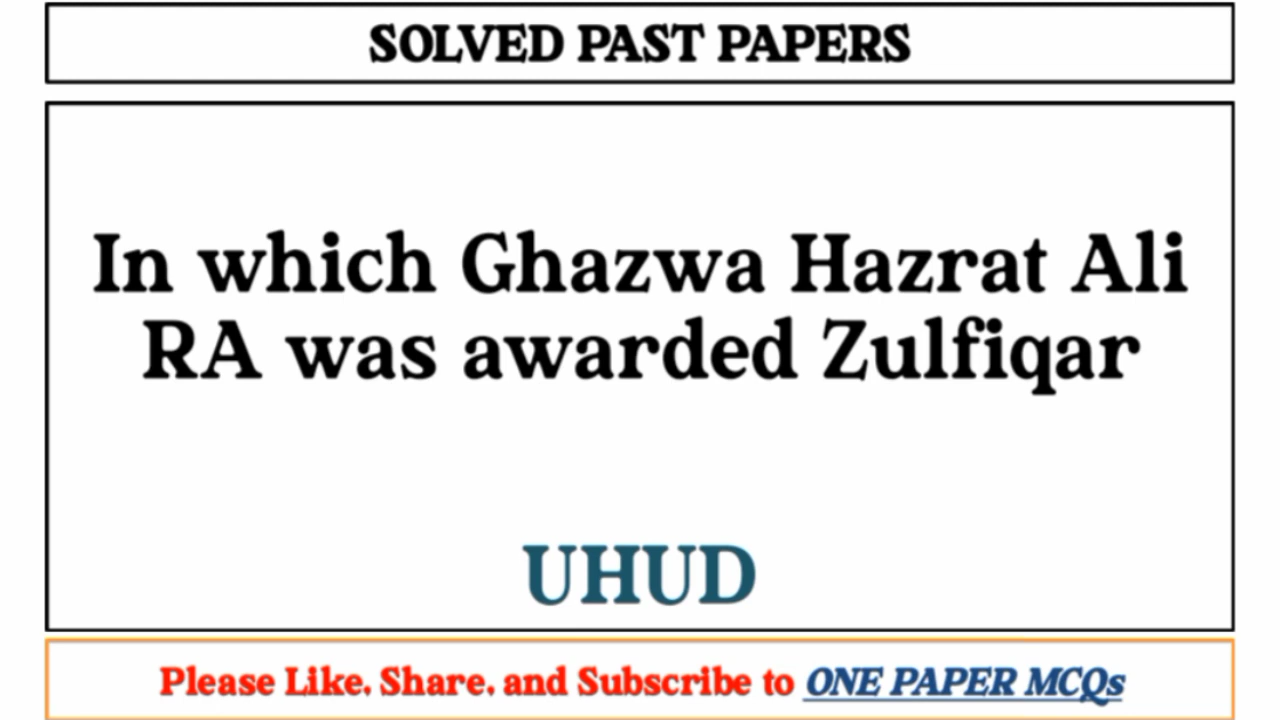 SOLVED PAST PAPERS
In which Ghazwa Hazrat Ali
RA was awarded Zulfiqar
UHUD
Please Like, Share, and Subscribe to ONE PAPER MCQs